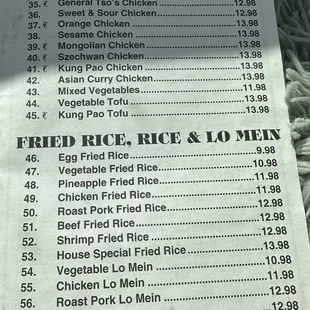 35. € General Tso's Chicken..........12.98
36. Sweet & Sour Chicken..........12.98
37. € Orange Chicken..........13.98
38. Sesame Chicken..........13.98
39. € Mongolian Chicken..........13.98
40. € Szechwan Chicken..........13.98
41. € Kung Pao Chicken..........13.98
42. Asian Curry Chicken..........13.98
43. Mixed Vegetables..........11.98
44. Vegetable Tofu..........13.98
45. € Kung Pao Tofu..........13.98
FRIED RICE, RICE & LO MEIN
46. Egg Fried Rice..........9.98
47. Vegetable Fried Rice..........10.98
48. Pineapple Fried Rice..........11.98
49. Chicken Fried Rice..........11.98
50. Roast Pork Fried Rice..........12.98
51. Beef Fried Rice..........12.98
52. Shrimp Fried Rice..........12.98
53. House Special Fried Rice..........13.98
54. Vegetable Lo Mein..........10.98
55. Chicken Lo Mein..........11.98
56. Roast Pork Lo Mein..........12.98
12.98